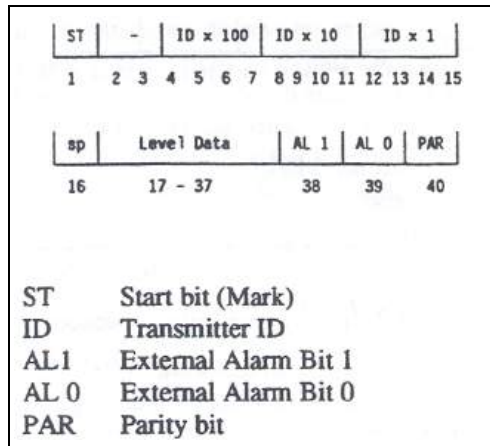 ST - ID x 100 ID x 10 ID x 1
1 2 3 4 5 6 7 8 9 10 11 12 13 14 15
sp Level Data AL 1 AL 0 PAR
16 17 - 37 38 39 40
ST Start bit (Mark)
ID Transmitter ID
AL1 External Alarm Bit 1
AL 0 External Alarm Bit 0
PAR Parity bit